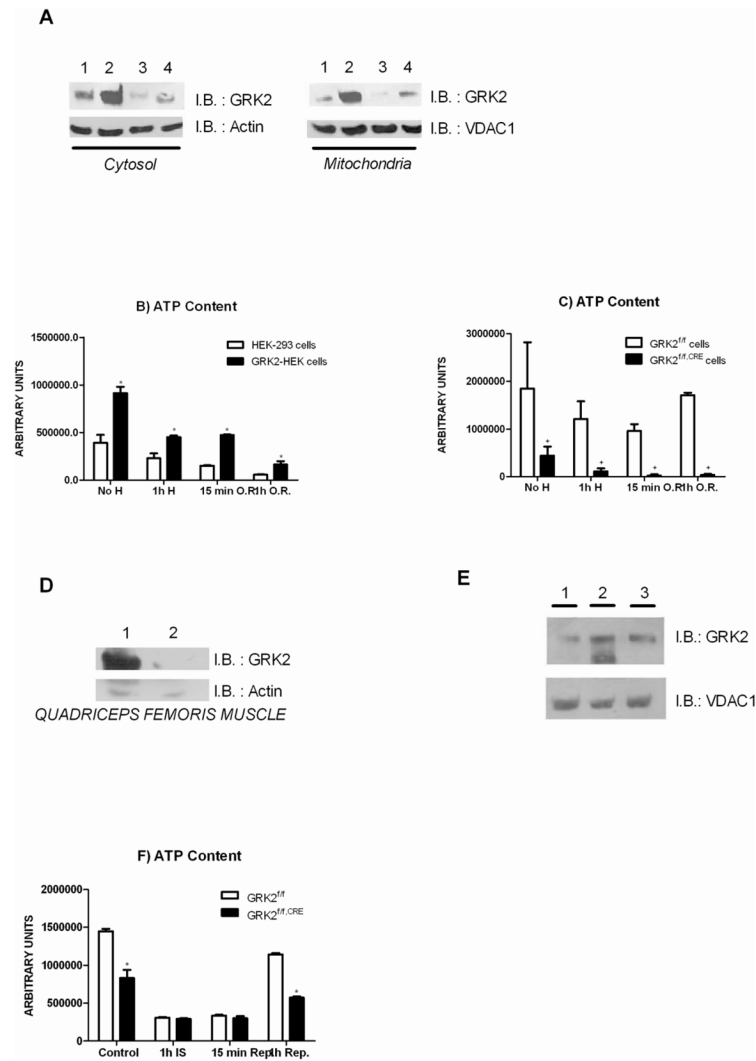 A
1 2 3 4
I.B. : GRK2
I.B. : Actin
Cytosol
1 2 3 4
I.B. : GRK2
I.B. : VDAC1
Mitochondria
B) ATP Content
ARBITRARY UNITS
1500000.
1000000.
500000.0
0.0
HEK-293 cells
GRK2-HEK cells
* * * *
No H 1h H 15 min O.R. 1h O.R.
C) ATP Content
ARBITRARY UNITS
3000000
2000000
1000000
0
GRK2f/f cells
GRK2f/f,CRE cells
+ + + +
No H 1h H 15 min O.R. 1h O.R.
D
1 2
I.B. : GRK2
I.B. : Actin
QUADRICEPS FEMORIS MUSCLE
E
1 2 3
I.B.: GRK2
I.B.: VDAC1
F) ATP Content
ARBITRARY UNITS
2000000
1500000
1000000
500000
0
GRK2f/f
GRK2f/f,CRE
* *
Control 1h IS 15 min Rep. 1h Rep.